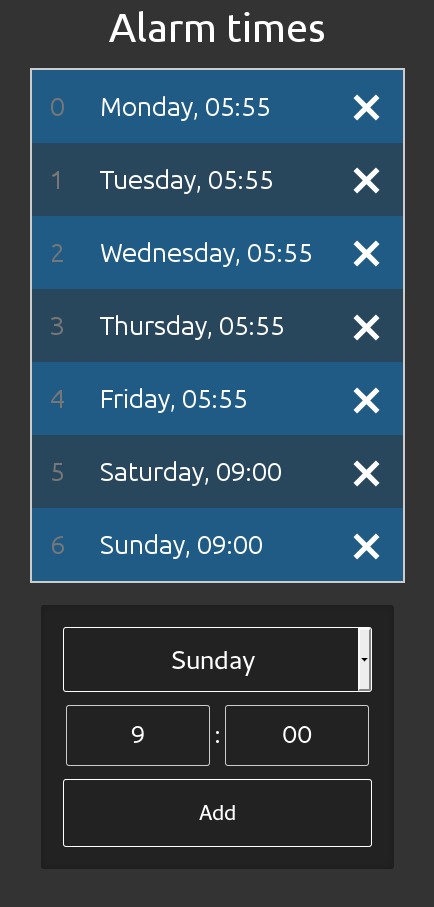 Alarm times
0 Monday, 05:55
1 Tuesday, 05:55
2 Wednesday, 05:55
3 Thursday, 05:55
4 Friday, 05:55
5 Saturday, 09:00
6 Sunday, 09:00
Sunday
9 : 00
Add